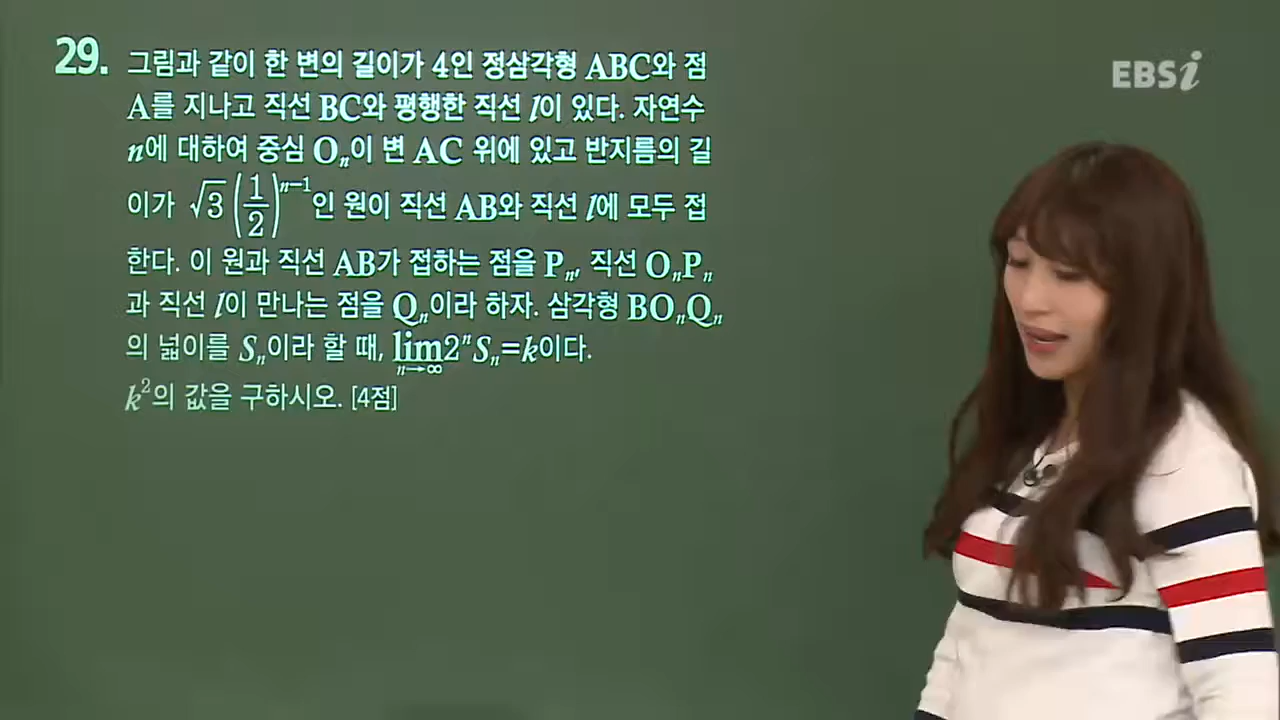 29. 그림과 같이 한 변의 길이가 4인 정삼각형 ABC와 점
A를 지나고 직선 BC와 평행한 직선 l이 있다. 자연수
n에 대하여 중심 Oₙ이 변 AC 위에 있고 반지름의 길
이가 √3(1/2)ⁿ⁻¹인 원이 직선 AB와 직선 l에 모두 접
한다. 이 원과 직선 AB가 접하는 점을 Pₙ, 직선 OₙPₙ
과 직선 l이 만나는 점을 Qₙ이라 하자. 삼각형 BOₙQₙ
의 넓이를 Sₙ이라 할 때, lim n→∞ 2ⁿSₙ=k이다.
k²의 값을 구하시오. [4점]
EBSi